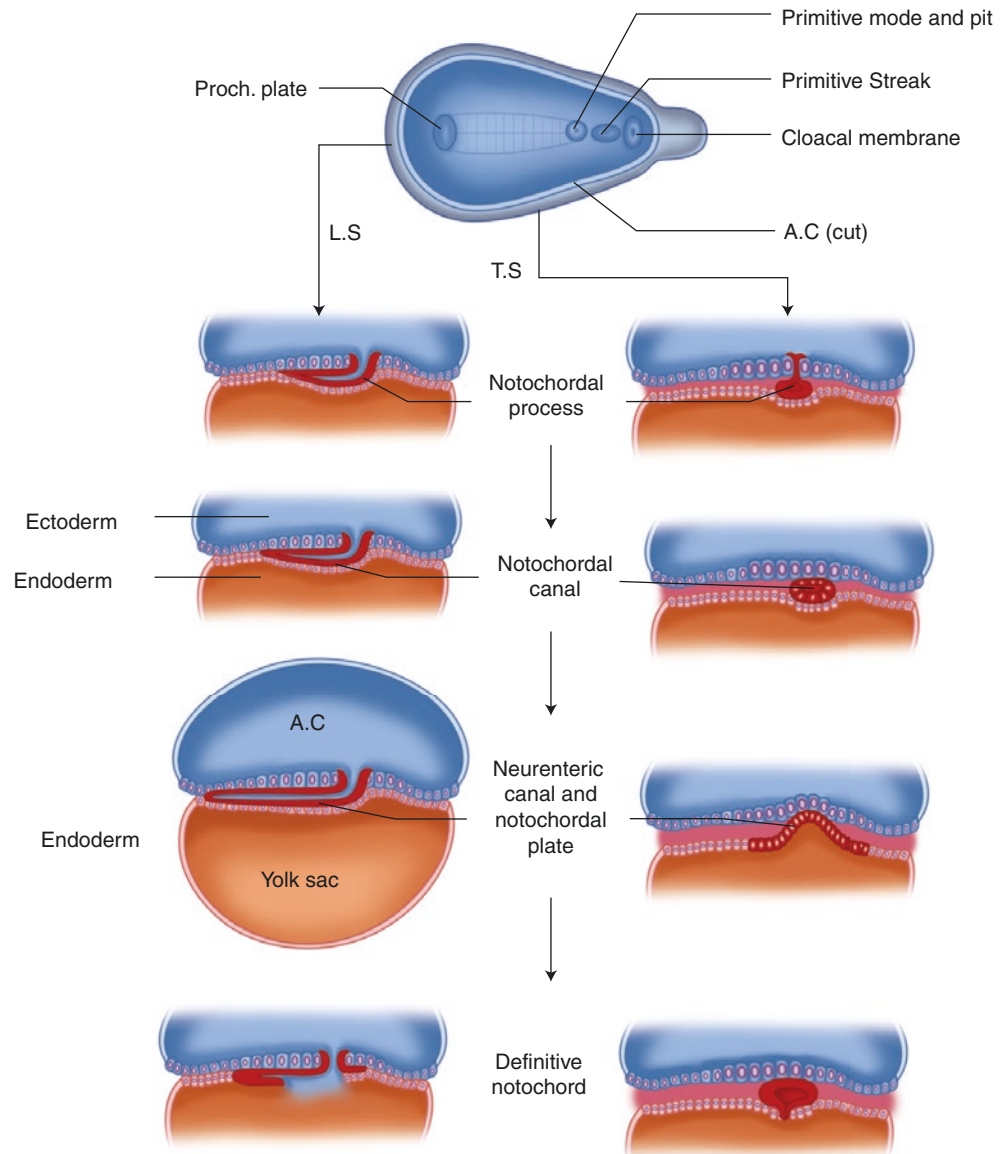 Primitive mode and pit
Proch. plate
Primitive Streak
Cloacal membrane
A.C (cut)
L.S
T.S
Notochordal
process
Ectoderm
Endoderm
Notochordal
canal
A.C
Neurenteric
canal and
notochordal
plate
Endoderm
Yolk sac
Definitive
notochord